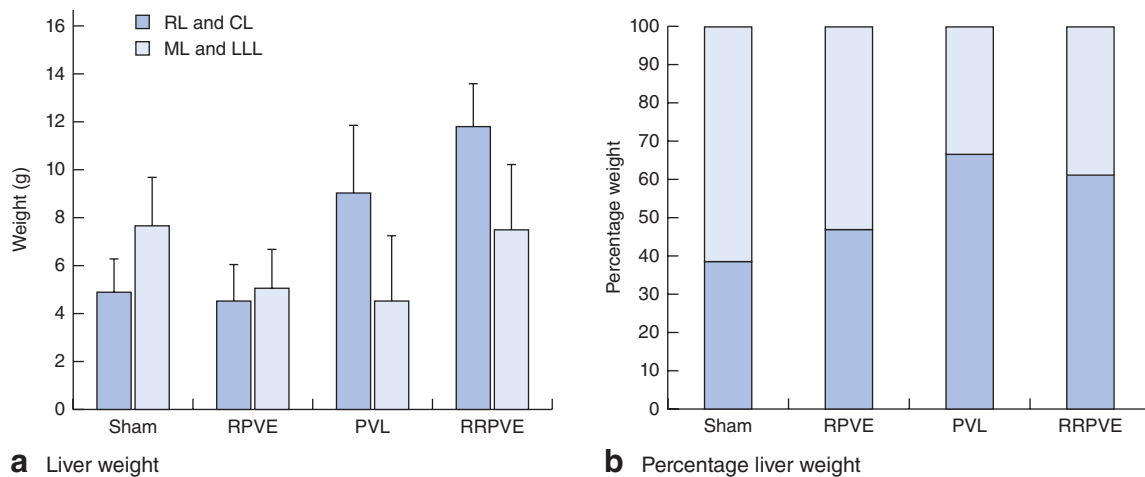 RL and CL
ML and LLL
Weight (g)
16
14
12
10
8
6
4
2
0
Sham RPVE PVL RRPVE
a Liver weight
Percentage weight
100
90
80
70
60
50
40
30
20
10
0
Sham RPVE PVL RRPVE
b Percentage liver weight